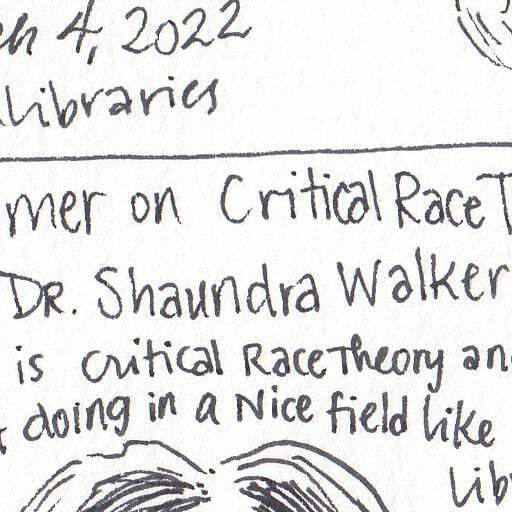 ch 4, 2022
Libraries
mer on Critical Race T
Dr. Shaundra Walker
is critical Race Theory an
t doing in a Nice field like
Lib